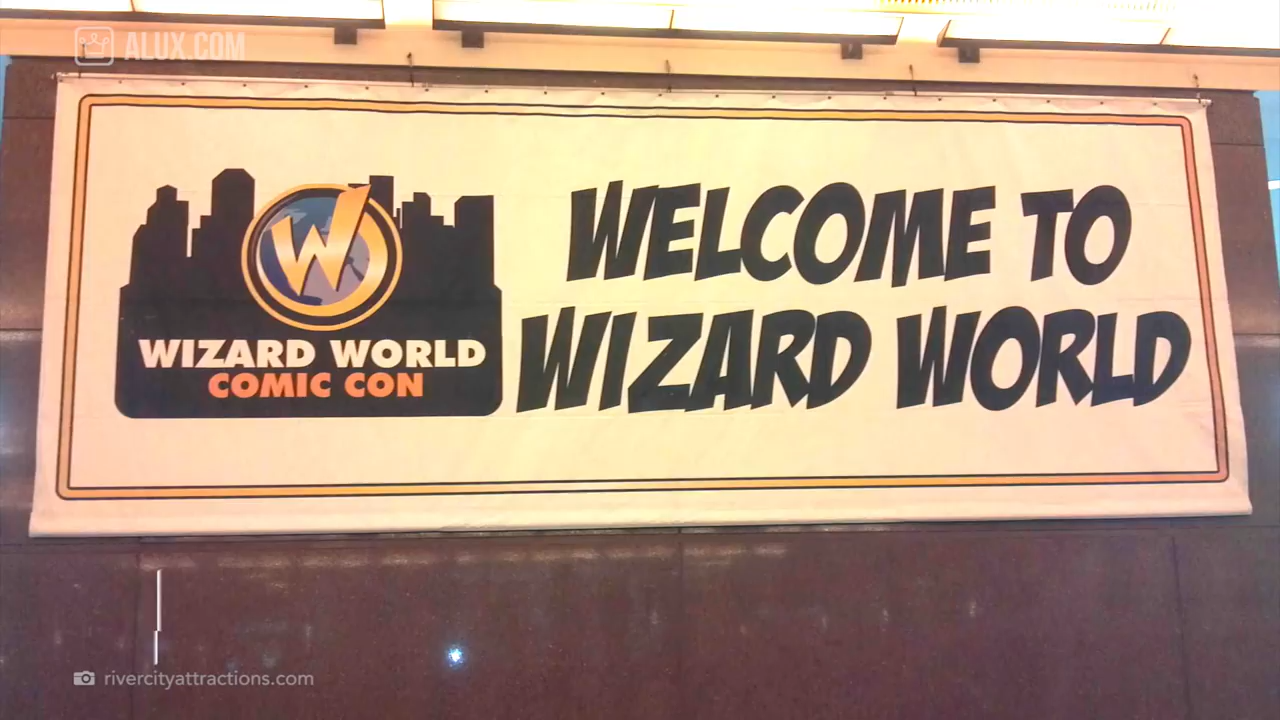 ALUX.COM
WELCOME TO
WIZARD WORLD
W
WIZARD WORLD
COMIC CON
rivercityattractions.com